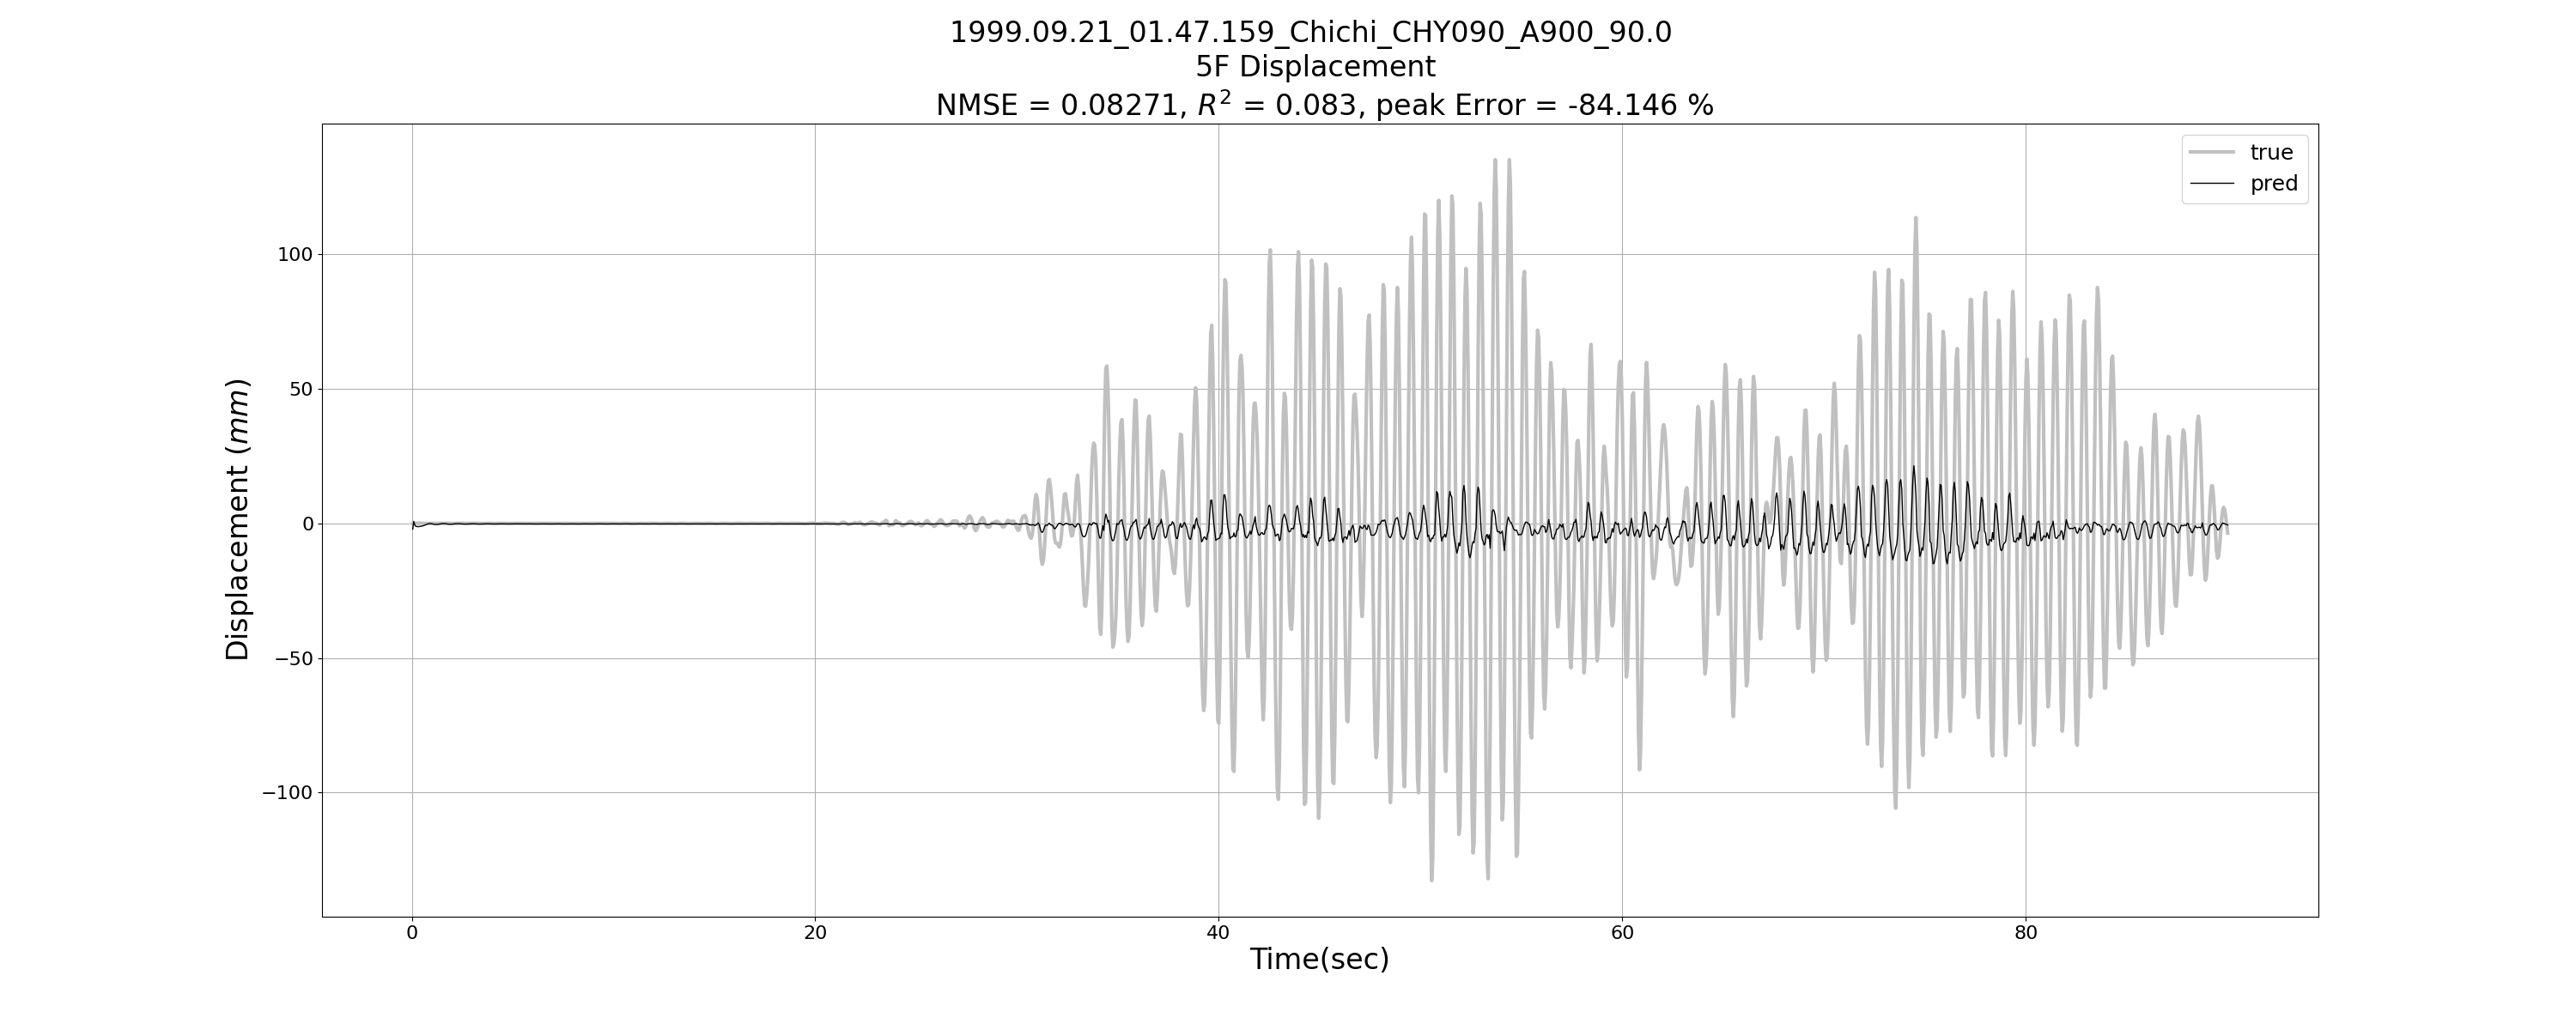 1999.09.21_01.47.159_Chichi_CHY090_A900_90.0
5F Displacement
NMSE = 0.08271, R² = 0.083, peak Error = -84.146 %
true
pred
100
50
0
−50
−100
Displacement (mm)
0 20 40 60 80
Time(sec)